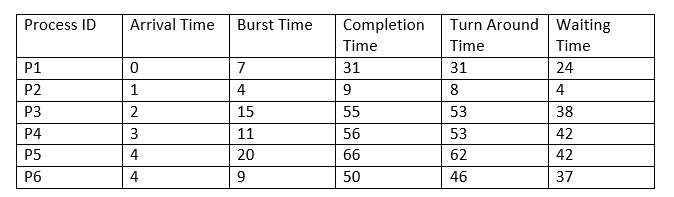 Process ID Arrival Time Burst Time Completion Time Turn Around Time Waiting Time
P1 0 7 31 31 24
P2 1 4 9 8 4
P3 2 15 55 53 38
P4 3 11 56 53 42
P5 4 20 66 62 42
P6 4 9 50 46 37